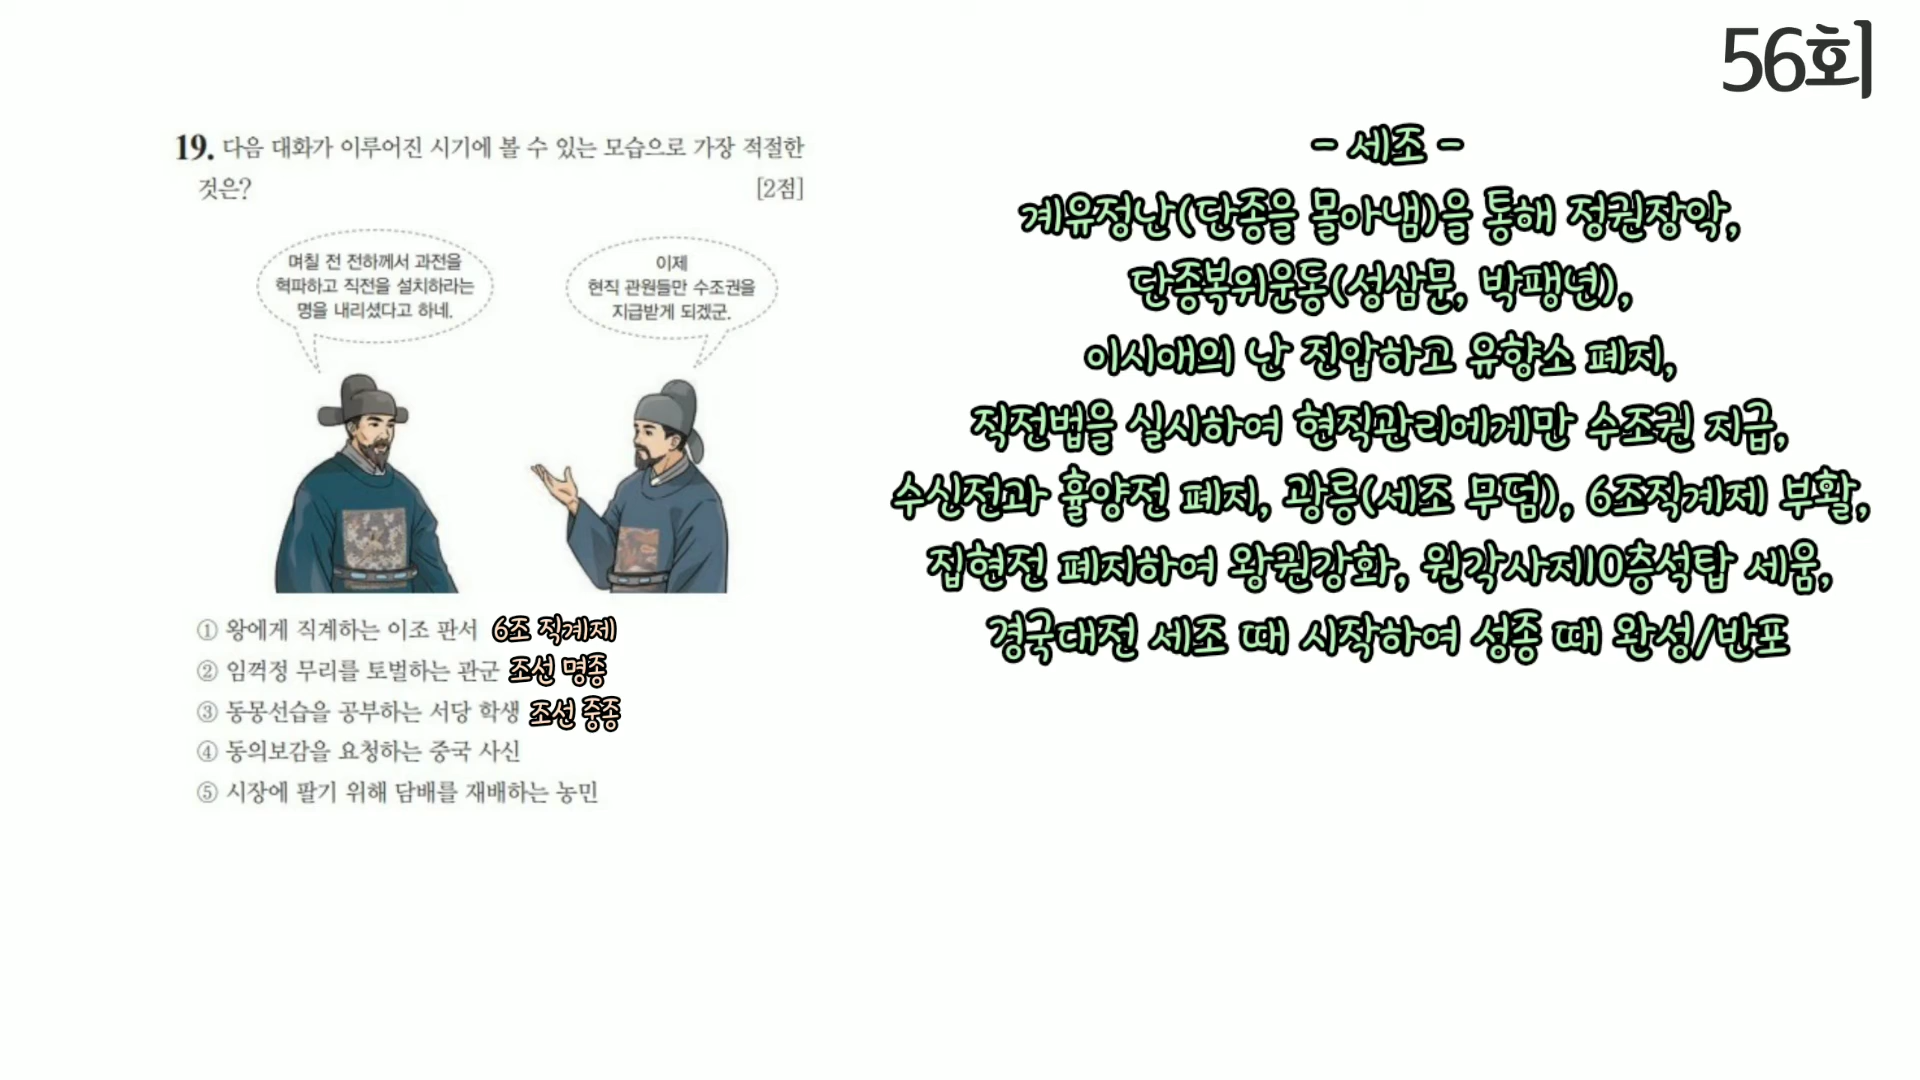 56회
19. 다음 대화가 이루어진 시기에 볼 수 있는 모습으로 가장 적절한
것은? [2점]
며칠 전 전하께서 과전을
혁파하고 직전을 설치하라는
명을 내리셨다고 하네.
이제
현직 관원들만 수조권을
지급받게 되겠군.
① 왕에게 직계하는 이조 판서 6조 직계제
② 임꺽정 무리를 토벌하는 관군 조선 명종
③ 동몽선습을 공부하는 서당 학생 조선 중종
④ 동의보감을 요청하는 중국 사신
⑤ 시장에 팔기 위해 담배를 재배하는 농민
- 세조 -
계유정난(단종을 몰아냄)을 통해 정권장악,
단종복위운동(성삼문, 박팽년),
이시애의 난 진압하고 유향소 폐지,
직전법을 실시하여 현직관리에게만 수조권 지급,
수신전과 휼양전 폐지, 광릉(세조 무덤), 6조직계제 부활,
집현전 폐지하여 왕권강화, 원각사지10층석탑 세움,
경국대전 세조 때 시작하여 성종 때 완성/반포